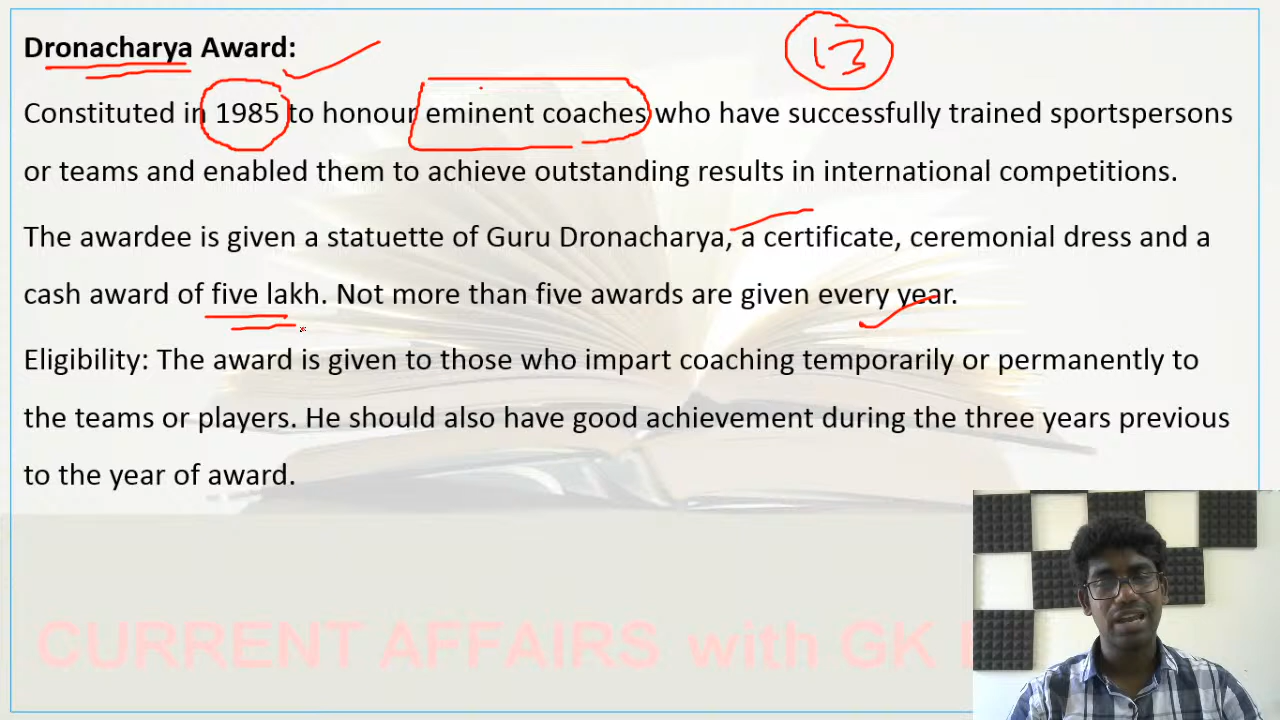 Dronacharya Award:
13
Constituted in 1985 to honour eminent coaches who have successfully trained sportspersons
or teams and enabled them to achieve outstanding results in international competitions.
The awardee is given a statuette of Guru Dronacharya, a certificate, ceremonial dress and a
cash award of five lakh. Not more than five awards are given every year.
Eligibility: The award is given to those who impart coaching temporarily or permanently to
the teams or players. He should also have good achievement during the three years previous
to the year of award.
CURRENT AFFAIRS with GK